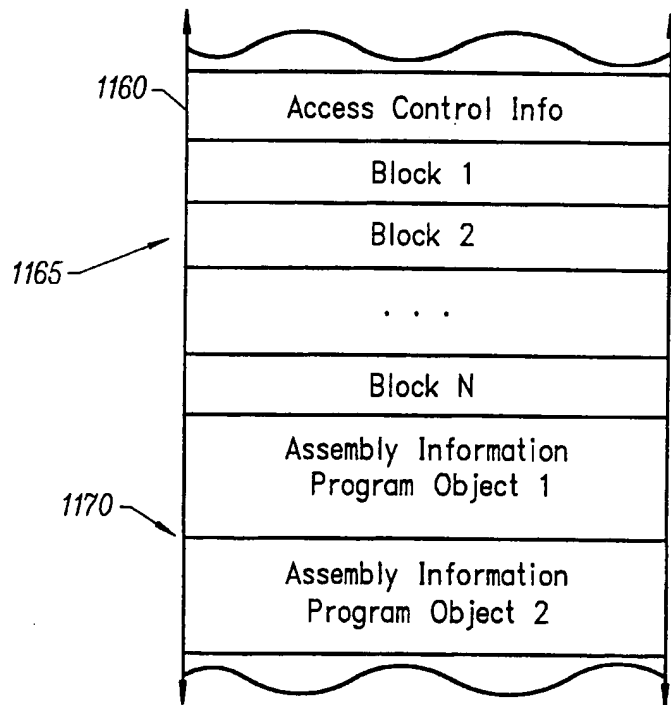 1160
Access Control Info
Block 1
Block 2
1165
. . .
Block N
Assembly Information
Program Object 1
1170
Assembly Information
Program Object 2